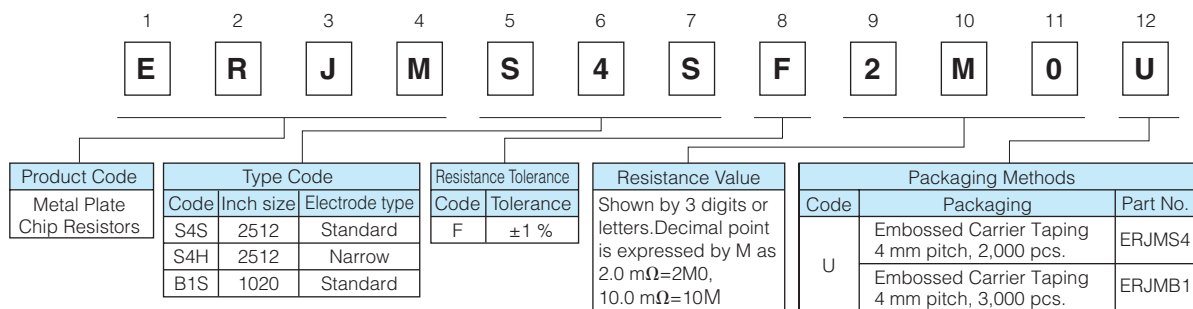 1 2 3 4 5 6 7 8 9 10 11 12
E R J M S 4 S F 2 M 0 U
Product Code
Metal Plate
Chip Resistors
Type Code
Code Inch size Electrode type
S4S 2512 Standard
S4H 2512 Narrow
B1S 1020 Standard
Resistance Tolerance
Code Tolerance
F ±1 %
Resistance Value
Shown by 3 digits or
letters.Decimal point
is expressed by M as
2.0 mΩ=2M0,
10.0 mΩ=10M
Packaging Methods
Code Packaging Part No.
U
Embossed Carrier Taping
4 mm pitch, 2,000 pcs.
ERJMS4
Embossed Carrier Taping
4 mm pitch, 3,000 pcs.
ERJMB1